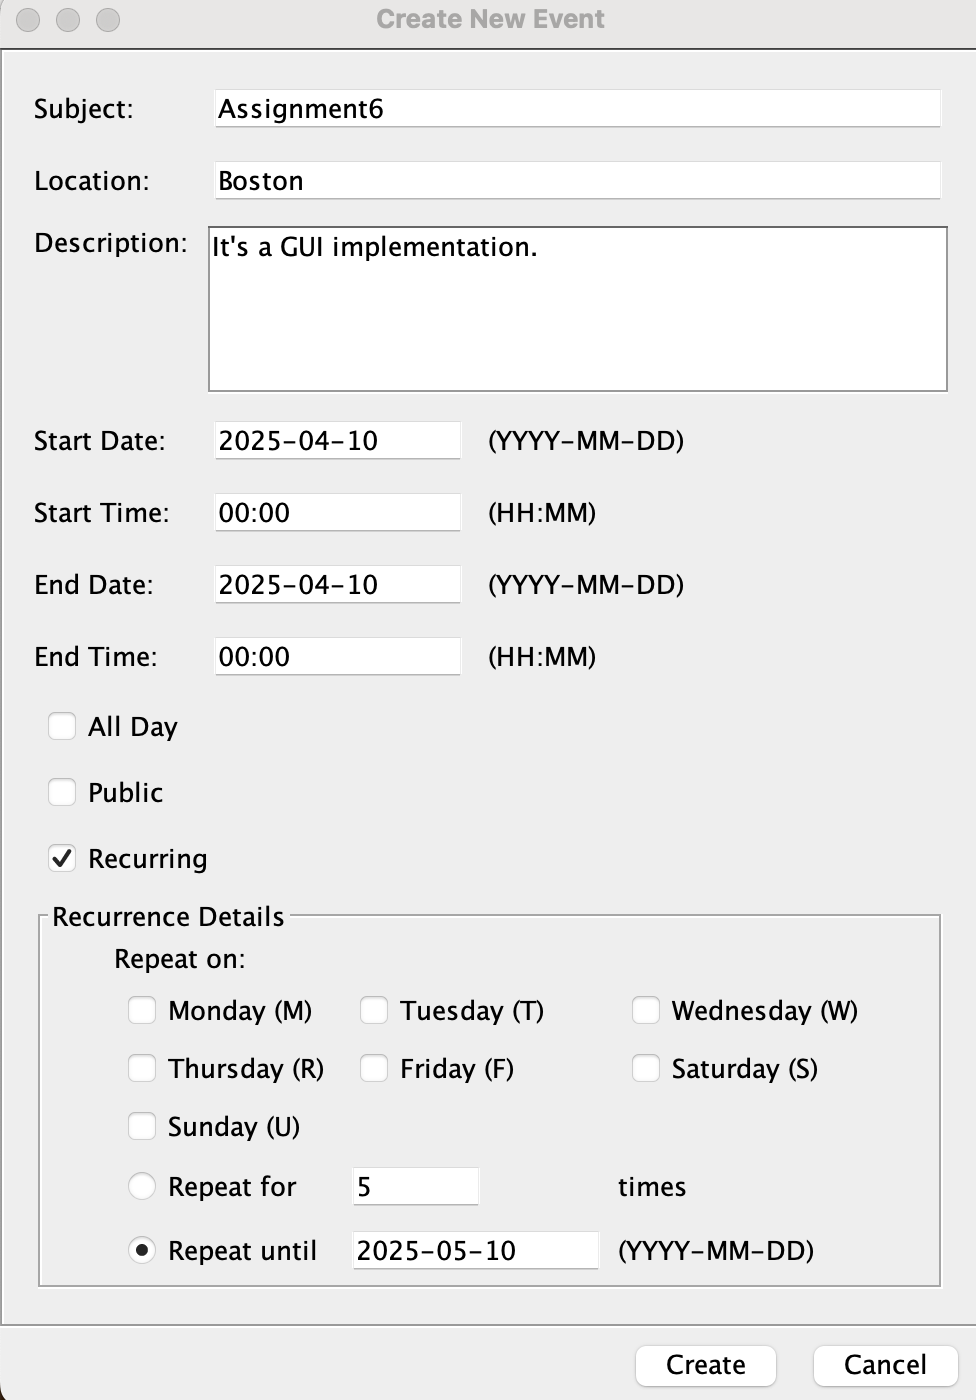 Create New Event
Subject: Assignment6
Location: Boston
Description: It's a GUI implementation.
Start Date: 2025-04-10 (YYYY-MM-DD)
Start Time: 00:00 (HH:MM)
End Date: 2025-04-10 (YYYY-MM-DD)
End Time: 00:00 (HH:MM)
All Day
Public
Recurring
Recurrence Details
Repeat on:
Monday (M) Tuesday (T) Wednesday (W)
Thursday (R) Friday (F) Saturday (S)
Sunday (U)
Repeat for 5 times
Repeat until 2025-05-10 (YYYY-MM-DD)
Create Cancel